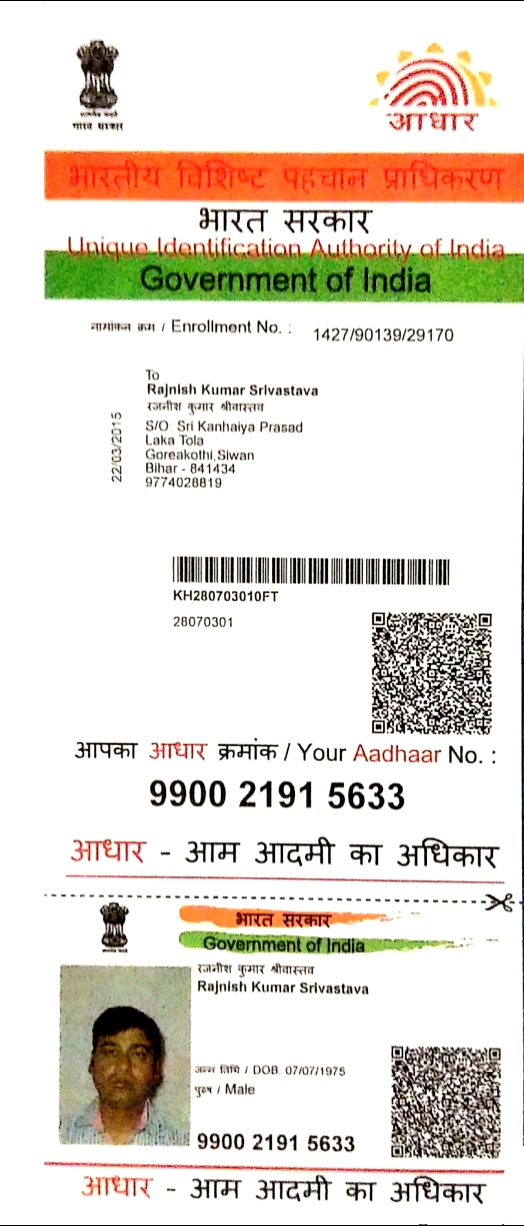 भारत सरकार
आधार
भारतीय विशिष्ट पहचान प्राधिकरण
भारत सरकार
Unique Identification Authority of India
Government of India
नामांकन क्रम / Enrollment No. : 1427/90139/29170
To
Rajnish Kumar Srivastava
रजनीश कुमार श्रीवास्तव
S/O: Sri Kanhaiya Prasad
Laka Tola
Goreakothi,Siwan
Bihar - 841434
9774028819
22/03/2015
KH280703010FT
28070301
आपका आधार क्रमांक / Your Aadhaar No. :
9900 2191 5633
आधार - आम आदमी का अधिकार
भारत सरकार
Government of India
रजनीश कुमार श्रीवास्तव
Rajnish Kumar Srivastava
जन्म तिथि / DOB: 07/07/1975
पुरुष / Male
9900 2191 5633
आधार - आम आदमी का अधिकार